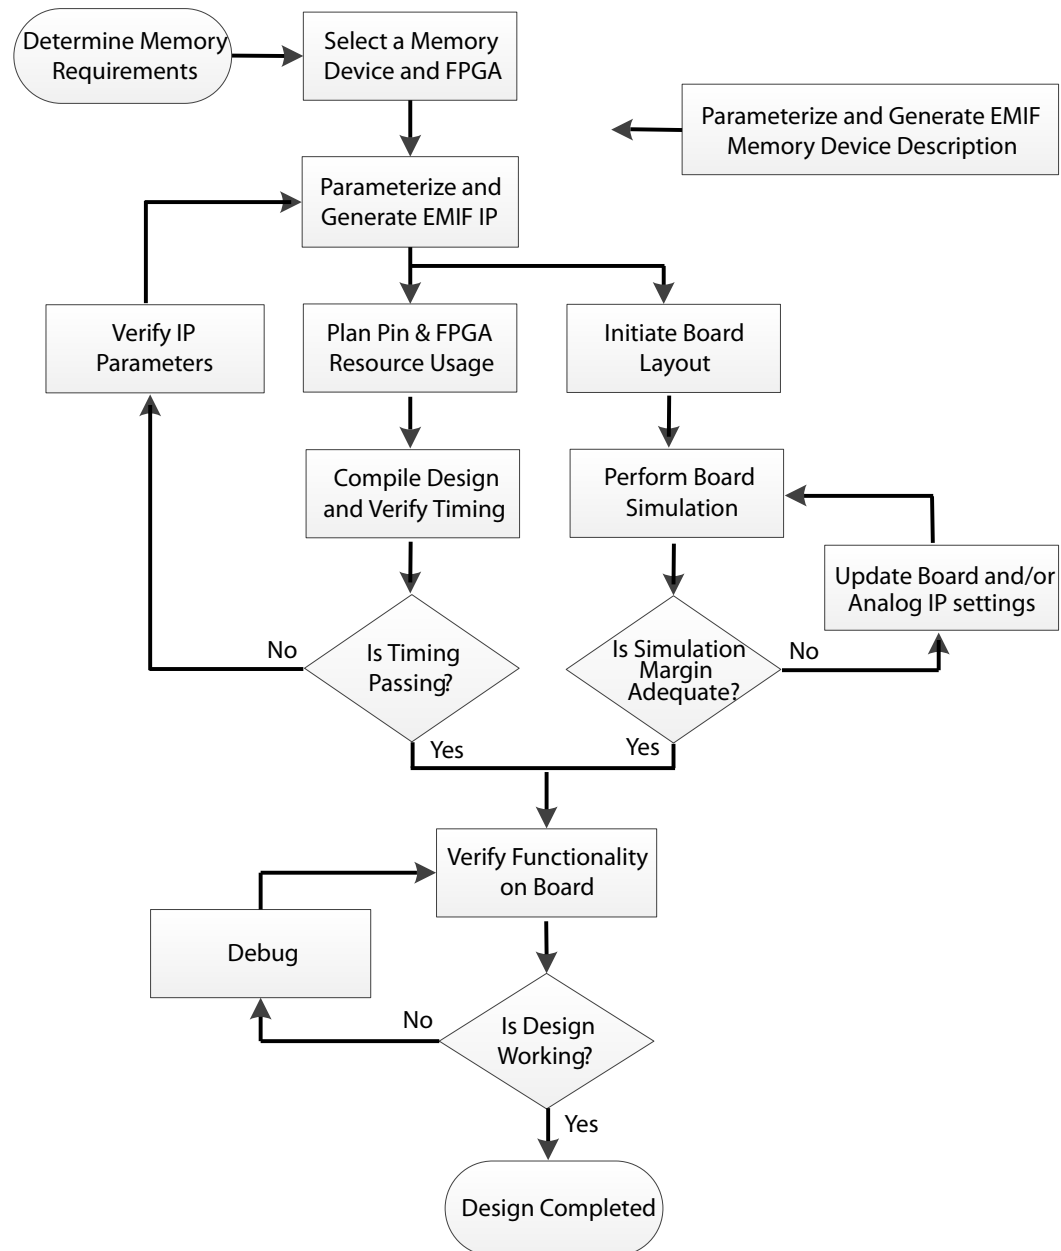 Determine Memory
Requirements
Select a Memory
Device and FPGA
Parameterize and Generate EMIF
Memory Device Description
Parameterize and
Generate EMIF IP
Verify IP
Parameters
Plan Pin & FPGA
Resource Usage
Initiate Board
Layout
Compile Design
and Verify Timing
Perform Board
Simulation
Update Board and/or
Analog IP settings
No
Is Timing
Passing?
Is Simulation
Margin
Adequate?
No
Yes
Yes
Verify Functionality
on Board
Debug
No
Is Design
Working?
Yes
Design Completed